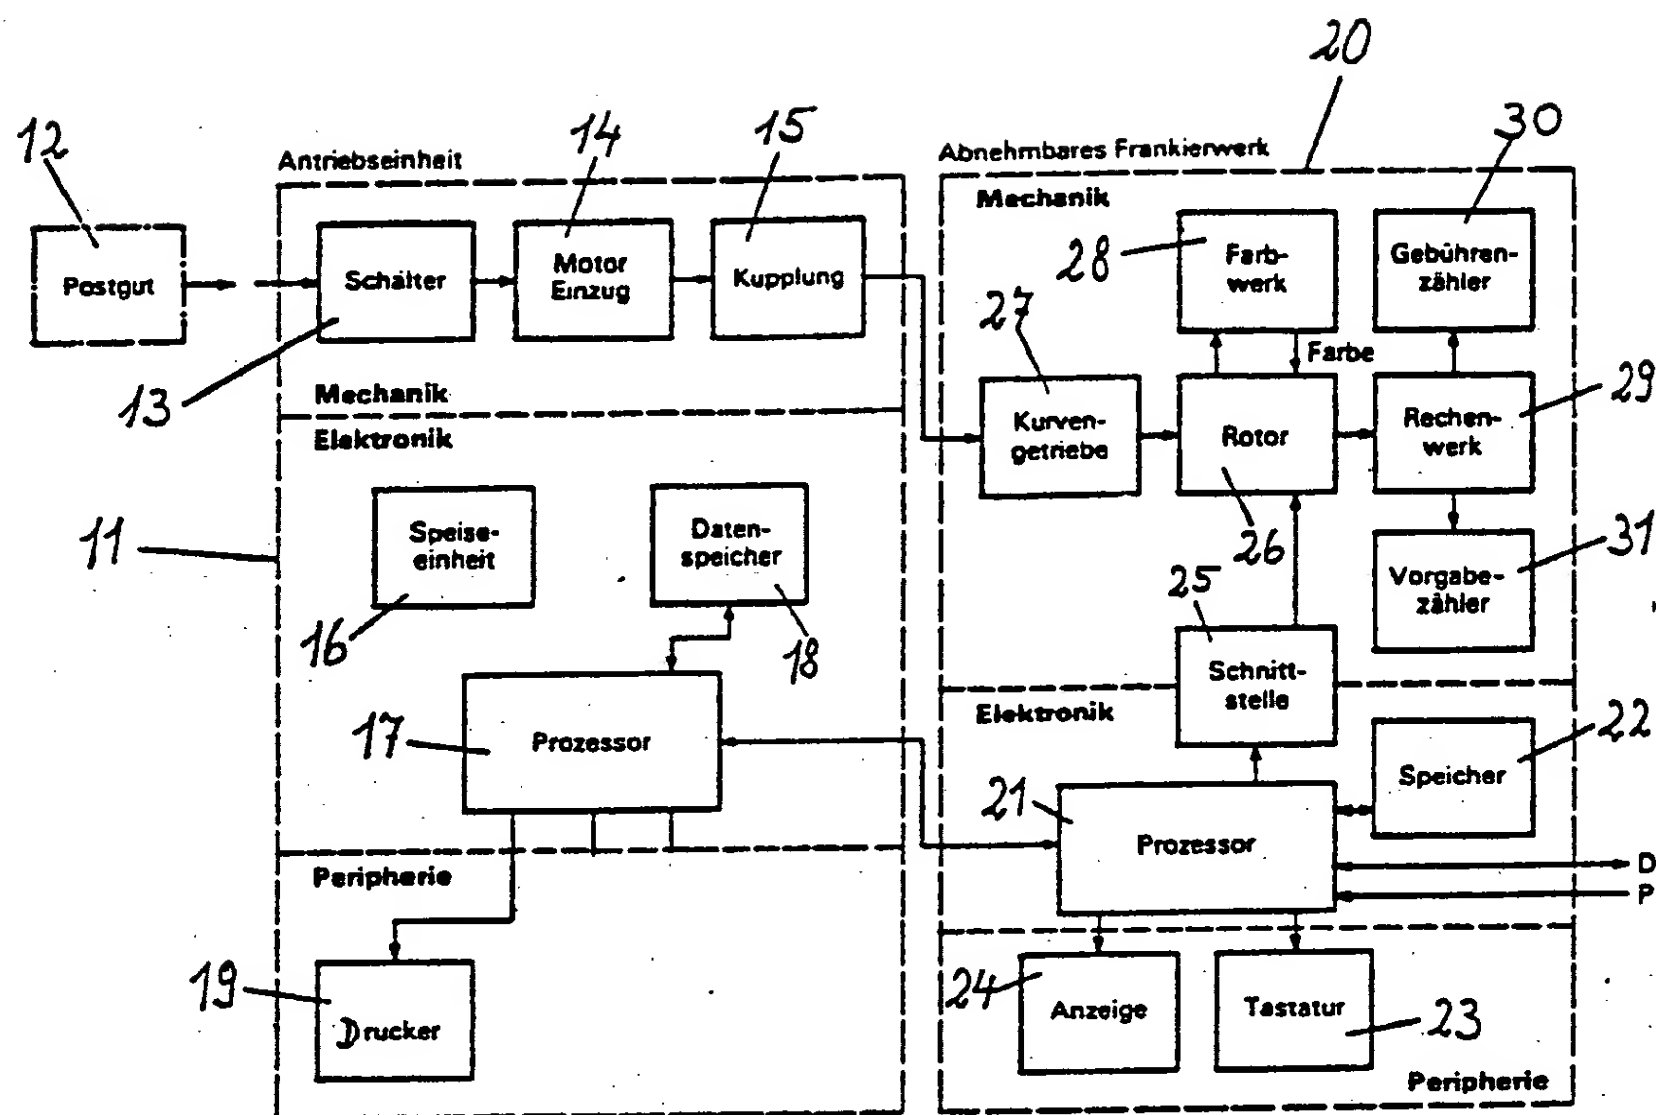 20
12
14
15
30
Antriebseinheit
Abnehmbares Frankierwerk
Mechanik
28
Farb-
werk
Gebühren-
zähler
Postgut
Schalter
Motor
Einzug
Kupplung
27
Farbe
13
Mechanik
Elektronik
Kurven-
getriebe
Rotor
Rechen-
werk
29
11
Speise-
einheit
Daten-
speicher
26
31
25
Vorgabe-
zähler
16
18
Schnitt-
stelle
Elektronik
17
Prozessor
22
Speicher
21
Prozessor
D
P
Peripherie
19
Drucker
24
Anzeige
Tastatur
23
Peripherie